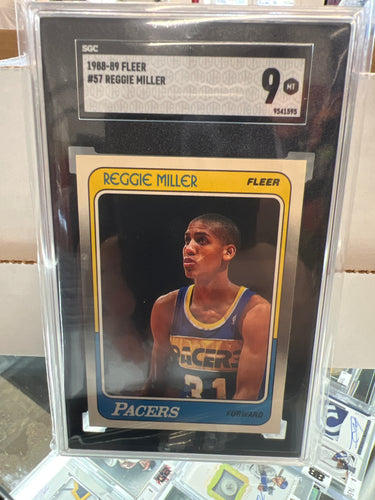 SGC
1988-89 FLEER
#57 REGGIE MILLER
9 MT
9541595
REGGIE MILLER FLEER
PACERS
31
PACERS FORWARD